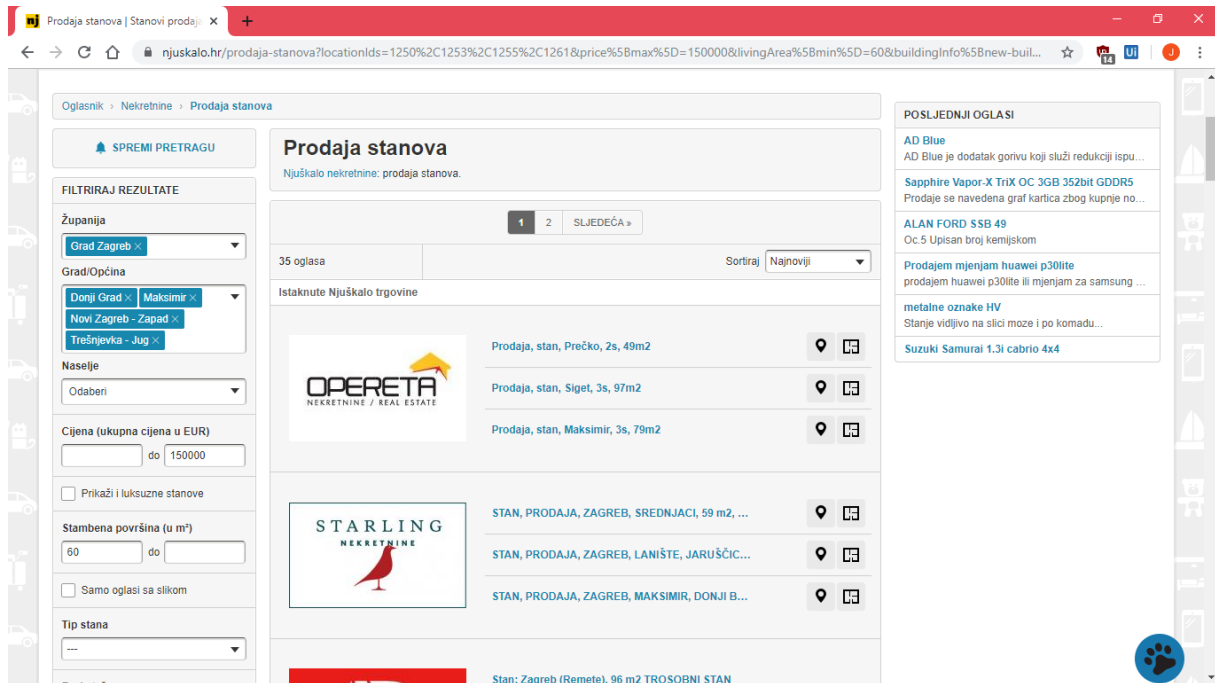 Prodaja stanova | Stanovi prodaja
njuskalo.hr/prodaja-stanova?locationIds=1250%2C1253%2C1255%2C1261&price%5Bmax%5D=150000&livingArea%5Bmin%5D=60&buildingInfo%5Bnew-buil...
14
Ui
J
Oglasnik › Nekretnine › Prodaja stanova
SPREMI PRETRAGU
FILTRIRAJ REZULTATE
Županija
Grad Zagreb ×
Grad/Općina
Donji Grad × Maksimir ×
Novi Zagreb - Zapad ×
Trešnjevka - Jug ×
Naselje
Odaberi
Cijena (ukupna cijena u EUR)
do 150000
Prikaži i luksuzne stanove
Stambena površina (u m²)
60 do
Samo oglasi sa slikom
Tip stana
---
Prodaja stanova
Njuškalo nekretnine: prodaja stanova.
1 2 SLJEDEĆA »
35 oglasa
Sortiraj Najnoviji
Istaknute Njuškalo trgovine
OPERETA
NEKRETNINE / REAL ESTATE
Prodaja, stan, Prečko, 2s, 49m2
Prodaja, stan, Siget, 3s, 97m2
Prodaja, stan, Maksimir, 3s, 79m2
STARLING
NEKRETNINE
STAN, PRODAJA, ZAGREB, SREDNJACI, 59 m2, ...
STAN, PRODAJA, ZAGREB, LANIŠTE, JARUŠČIC...
STAN, PRODAJA, ZAGREB, MAKSIMIR, DONJI B...
Stan: Zagreb (Remete), 96 m2 TROSOBNI STAN
POSLJEDNJI OGLASI
AD Blue
AD Blue je dodatak gorivu koji služi redukciji ispu...
Sapphire Vapor-X TriX OC 3GB 352bit GDDR5
Prodaje se navedena graf kartica zbog kupnje no...
ALAN FORD SSB 49
Oc.5 Upisan broj kemijskom
Prodajem mjenjam huawei p30lite
prodajem huawei p30lite ili mjenjam za samsung ...
metalne oznake HV
Stanje vidljivo na slici moze i po komadu...
Suzuki Samurai 1.3i cabrio 4x4